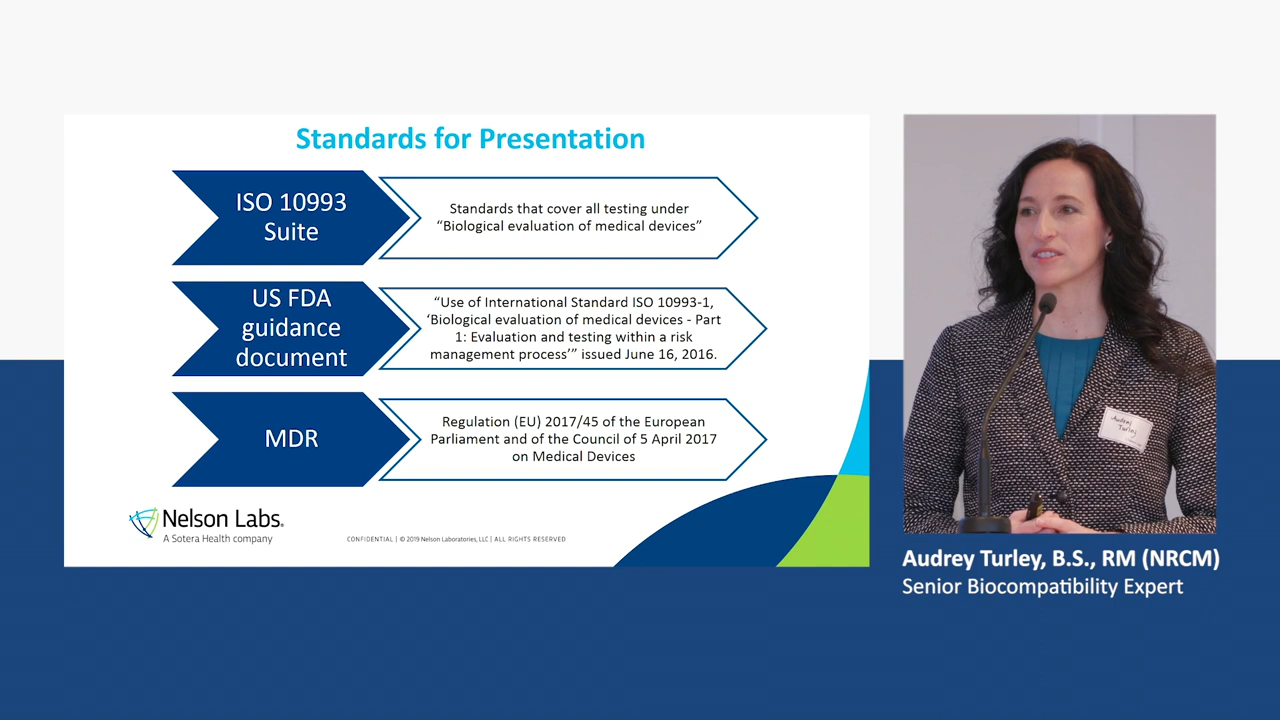 Standards for Presentation
ISO 10993
Suite
Standards that cover all testing under
“Biological evaluation of medical devices”
US FDA
guidance
document
“Use of International Standard ISO 10993-1,
‘Biological evaluation of medical devices - Part
1: Evaluation and testing within a risk
management process’” issued June 16, 2016.
MDR
Regulation (EU) 2017/45 of the European
Parliament and of the Council of 5 April 2017
on Medical Devices
Nelson Labs®
A Sotera Health company
CONFIDENTIAL | © 2019 Nelson Laboratories, LLC | ALL RIGHTS RESERVED
Audrey
Turley
Audrey Turley, B.S., RM (NRCM)
Senior Biocompatibility Expert